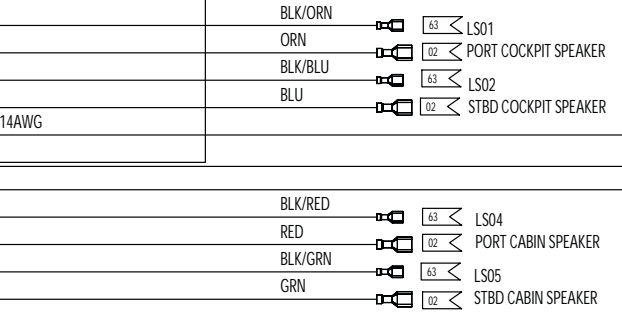 BLK/ORN
63 LS01
ORN
02 PORT COCKPIT SPEAKER
BLK/BLU
63 LS02
BLU
02 STBD COCKPIT SPEAKER
14AWG
BLK/RED
63 LS04
RED
02 PORT CABIN SPEAKER
BLK/GRN
63 LS05
GRN
02 STBD CABIN SPEAKER